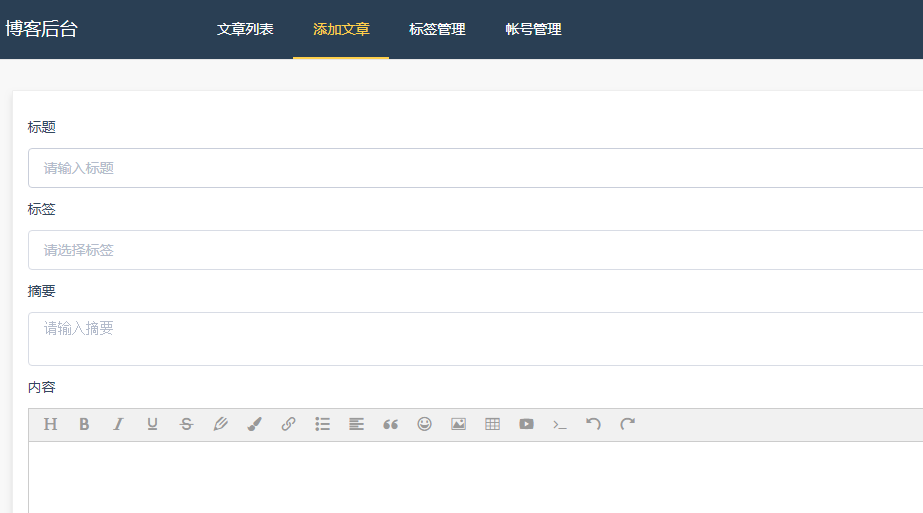 博客后台 文章列表 添加文章 标签管理 帐号管理
标题
请输入标题
标签
请选择标签
摘要
请输入摘要
内容